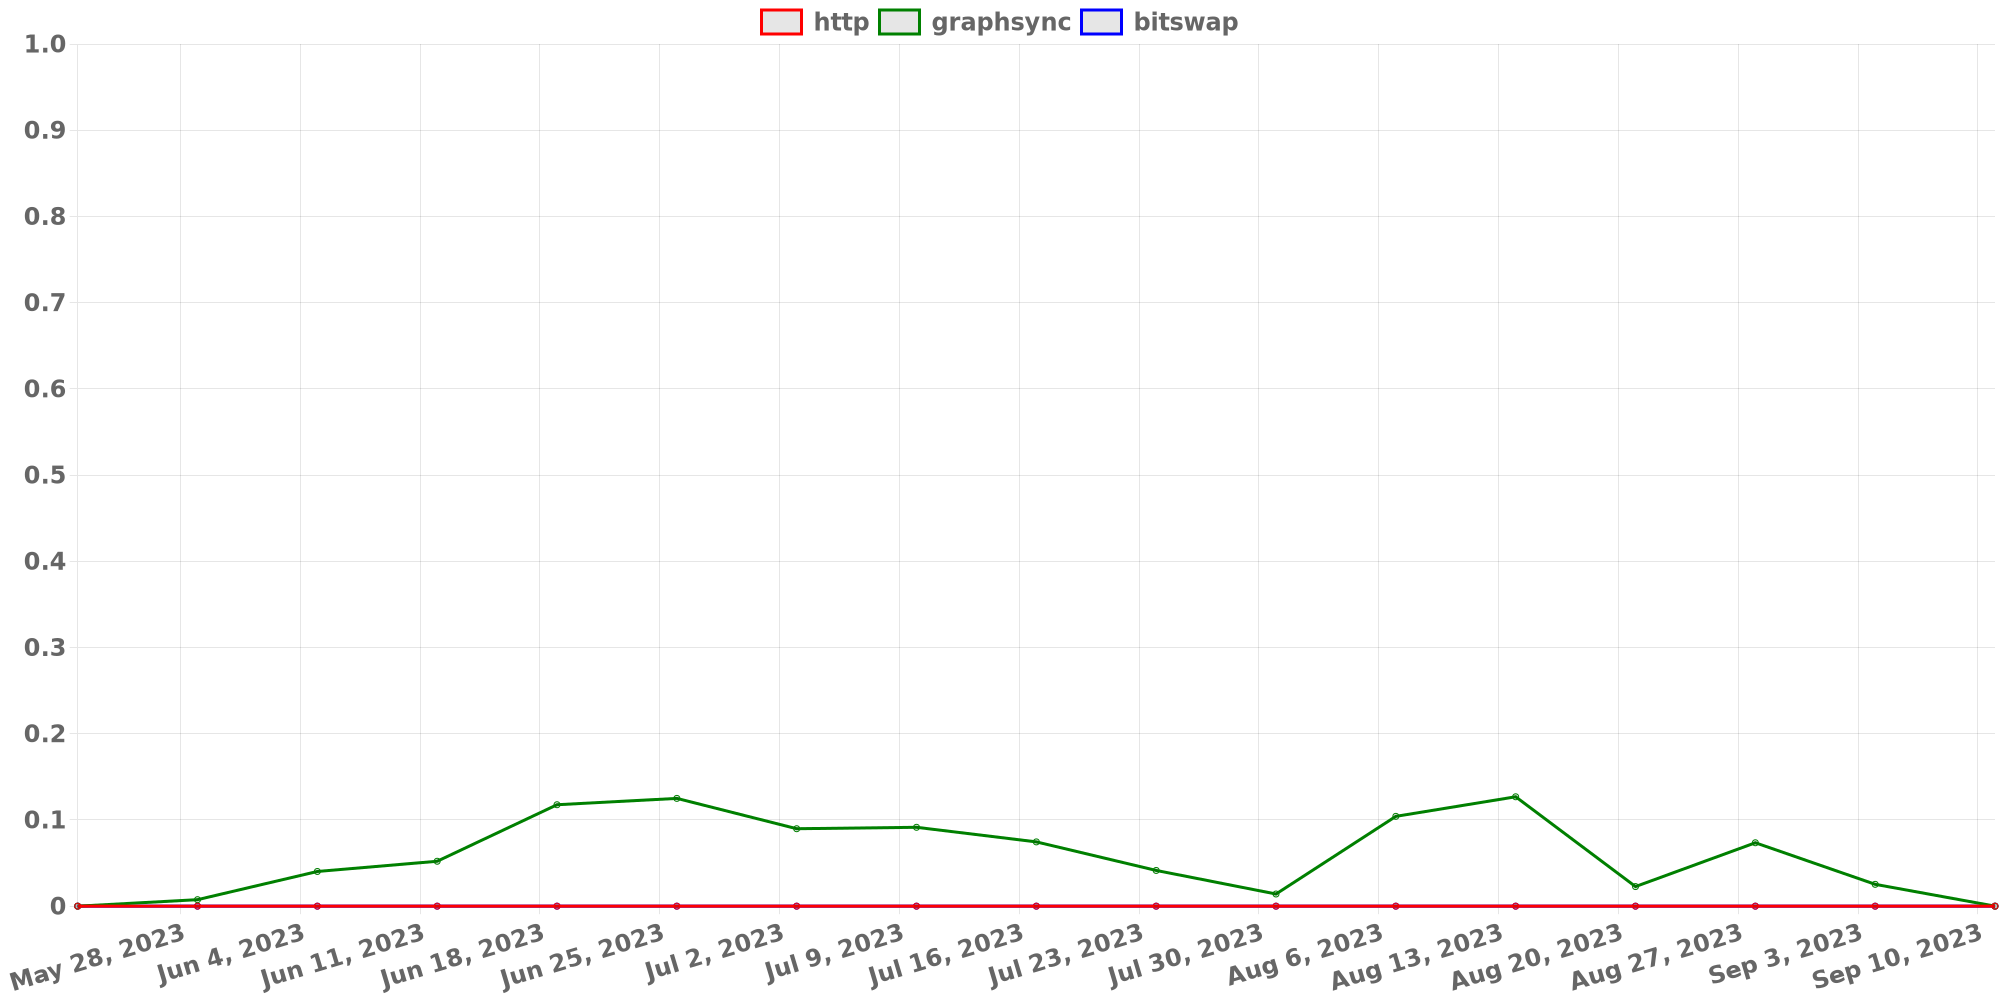 http graphsync bitswap
1.0
0.9
0.8
0.7
0.6
0.5
0.4
0.3
0.2
0.1
0
May 28, 2023
Jun 4, 2023
Jun 11, 2023
Jun 18, 2023
Jun 25, 2023
Jul 2, 2023
Jul 9, 2023
Jul 16, 2023
Jul 23, 2023
Jul 30, 2023
Aug 6, 2023
Aug 13, 2023
Aug 20, 2023
Aug 27, 2023
Sep 3, 2023
Sep 10, 2023